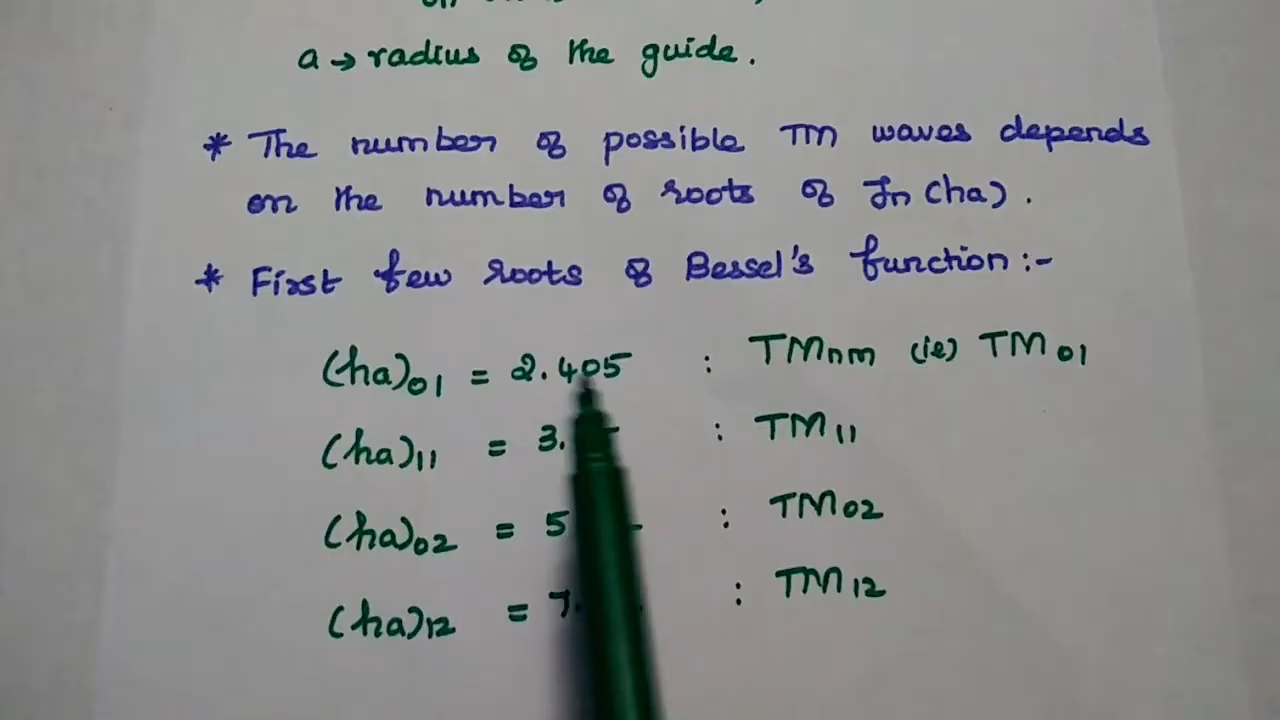 a → radius of the guide.
* The number of possible TM waves depends
on the number of roots of Jn (ha).
* First few roots of Bessel's function :-
(ha)01 = 2.405 : TMnm (ie) TM01
(ha)11 = 3. : TM11
(ha)02 = 5 : TM02
(ha)12 = 7. : TM12